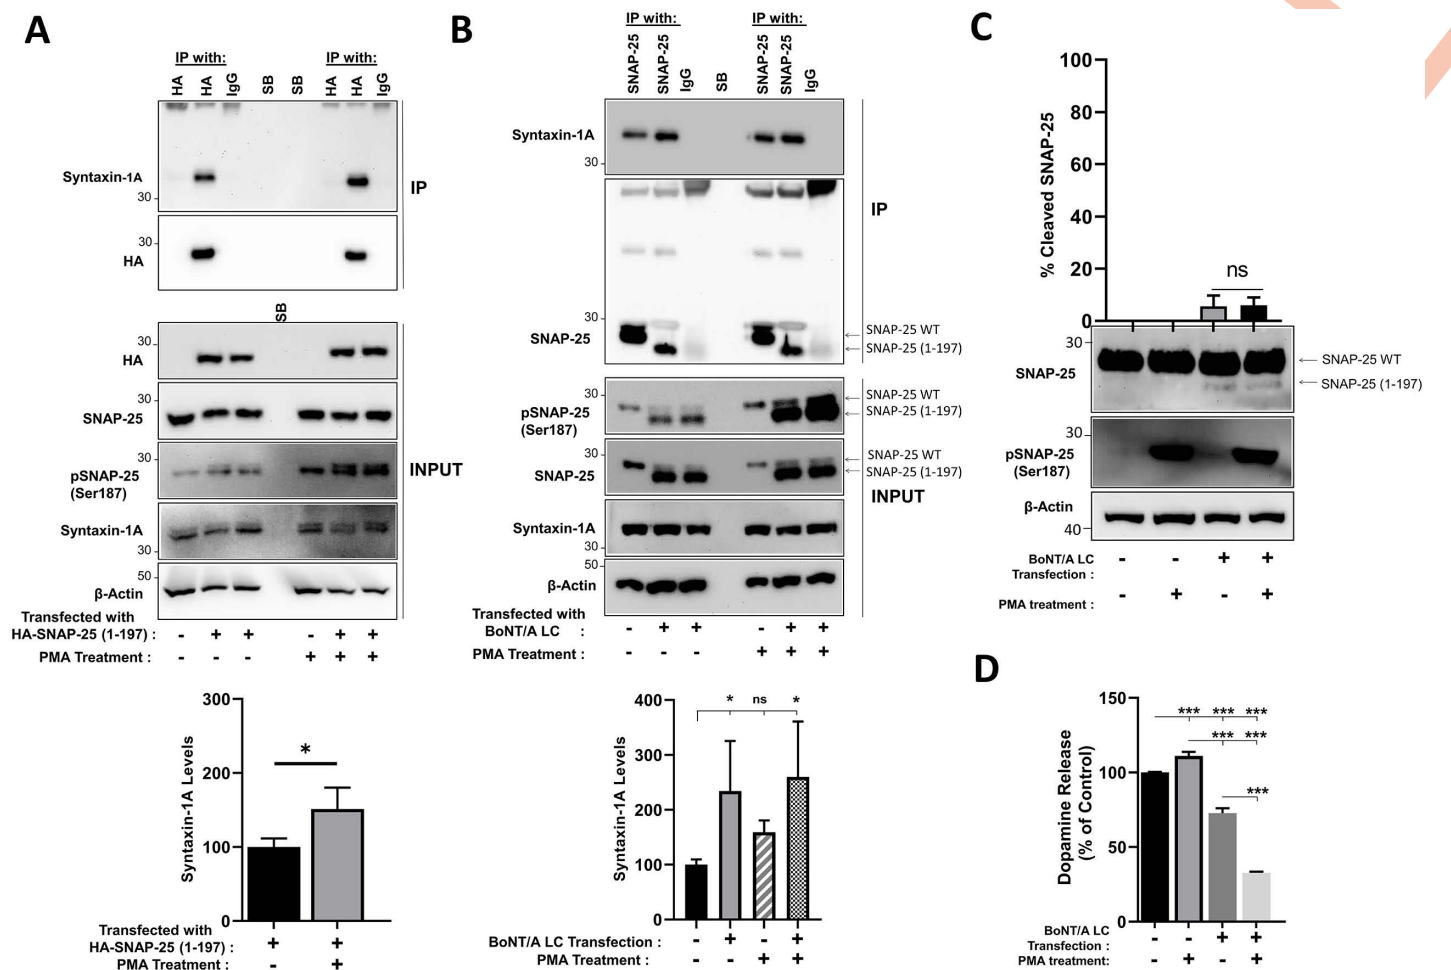 A
IP with:
IP with:
HA
HA
IgG
SB
SB
HA
HA
IgG
Syntaxin-1A
30
IP
30
HA
SB
30
HA
30
SNAP-25
30
pSNAP-25
(Ser187)
INPUT
Syntaxin-1A
30
50
β-Actin
Transfected with
HA-SNAP-25 (1-197) : - + + - + +
PMA Treatment : - - - + + +
300
200
100
0
Syntaxin-1A Levels
*
Transfected with
HA-SNAP-25 (1-197) : + +
PMA Treatment : - +
B
IP with:
IP with:
SNAP-25
SNAP-25
IgG
SB
SNAP-25
SNAP-25
IgG
Syntaxin-1A
30
IP
30
SNAP-25
SNAP-25 WT
SNAP-25 (1-197)
30
pSNAP-25
(Ser187)
SNAP-25 WT
SNAP-25 (1-197)
30
SNAP-25
SNAP-25 WT
SNAP-25 (1-197)
INPUT
Syntaxin-1A
30
50
β-Actin
Transfected with
BoNT/A LC : - + + - + +
PMA Treatment : - - - + + +
400
300
200
100
0
Syntaxin-1A Levels
* ns *
BoNT/A LC Transfection : - + - +
PMA Treatment : - - + +
C
100
80
60
40
20
0
% Cleaved SNAP-25
ns
30
SNAP-25
SNAP-25 WT
SNAP-25 (1-197)
30
pSNAP-25
(Ser187)
β-Actin
40
BoNT/A LC
Transfection : - - + +
PMA treatment : - + - +
D
150
100
50
0
Dopamine Release
(% of Control)
*** *** ***
*** ***
***
BoNT/A LC
Transfection : - - + +
PMA treatment: - + - +